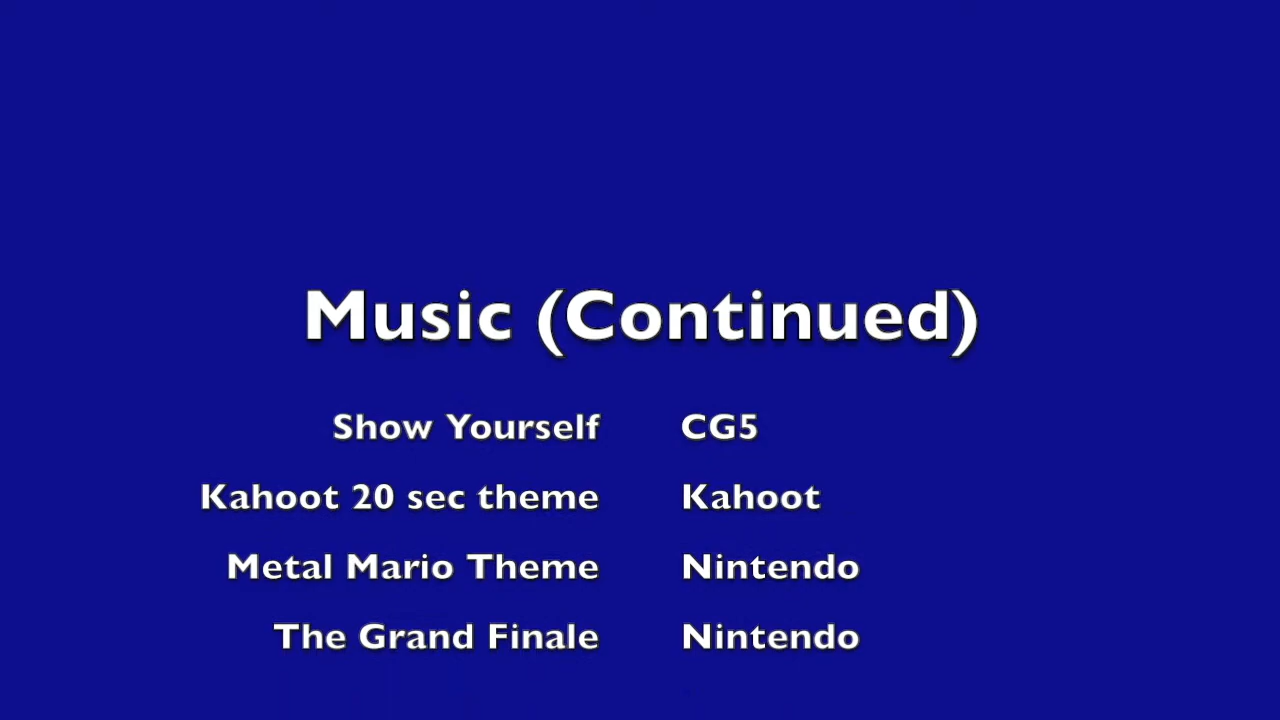 Music (Continued)
Show Yourself CG5
Kahoot 20 sec theme Kahoot
Metal Mario Theme Nintendo
The Grand Finale Nintendo